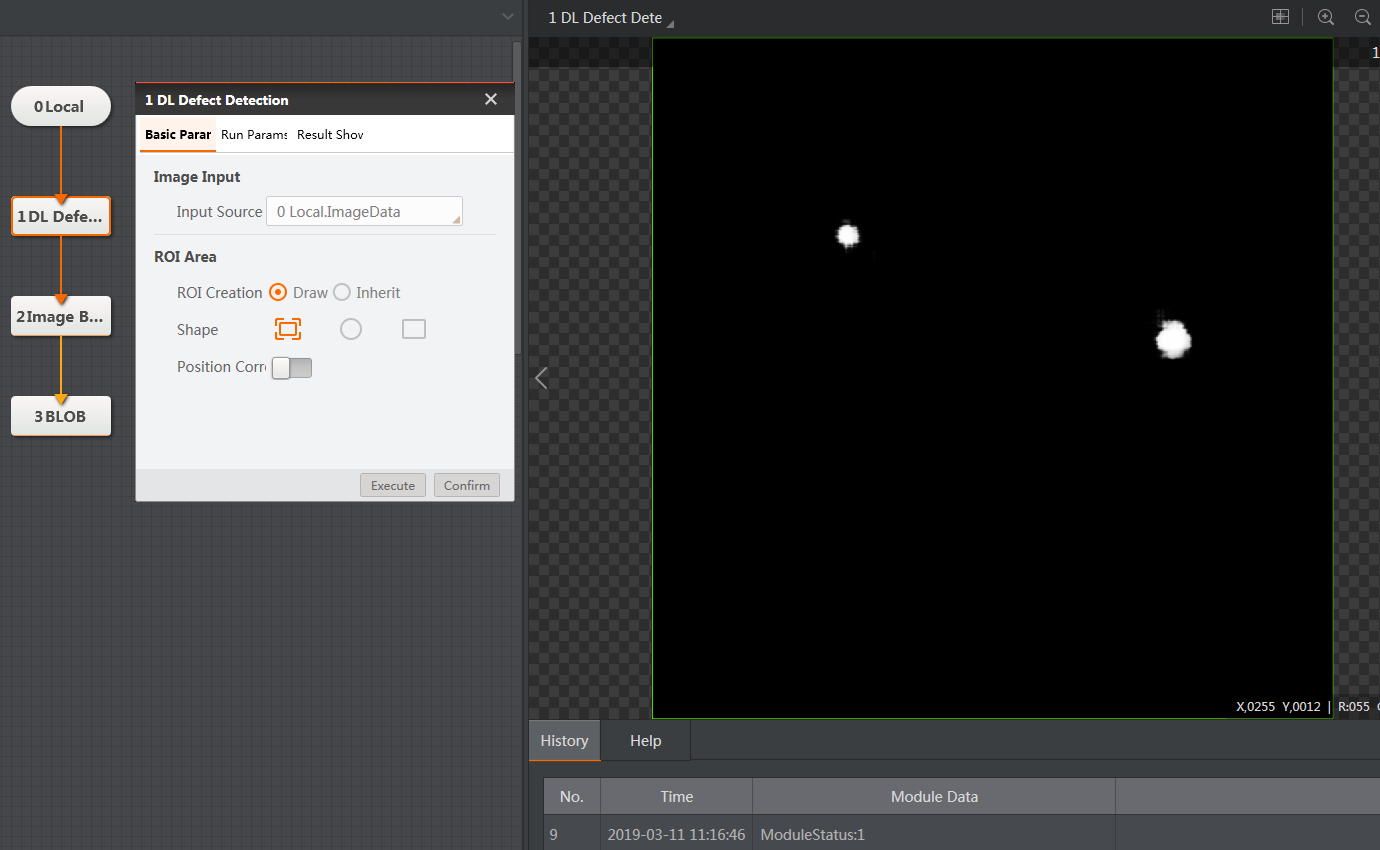 1 DL Defect Dete
0 Local
1 DL Defe...
2 Image B...
3 BLOB
1 DL Defect Detection
Basic Parar
Run Params
Result Shov
Image Input
Input Source
0 Local.ImageData
ROI Area
ROI Creation
Draw
Inherit
Shape
Position Corr
Execute
Confirm
1
X,0255 Y,0012 | R:055
History
Help
No.
Time
Module Data
9
2019-03-11 11:16:46
ModuleStatus:1